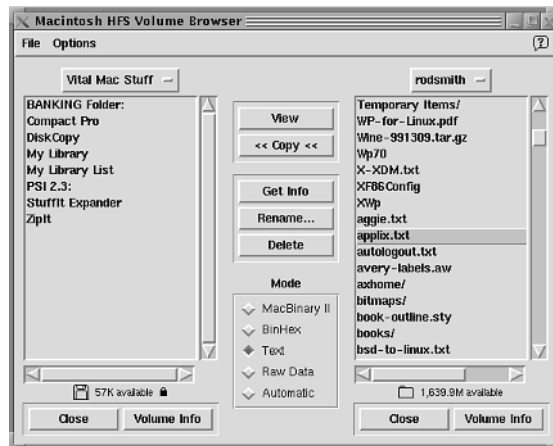 Macintosh HFS Volume Browser
File Options
Vital Mac Stuff
BANKING Folder:
Compact Pro
DiskCopy
My Library
My Library List
PSI 2.3:
StuffIt Expander
ZipIt
57K available
Close Volume Info
View
<< Copy <<
Get Info
Rename...
Delete
Mode
MacBinary II
BinHex
Text
Raw Data
Automatic
rodsmith
Temporary Items/
WP-for-Linux.pdf
Wine-991309.tar.gz
Wp70
X-XDM.txt
XF86Config
XWp
aggie.txt
applix.txt
autologout.txt
avery-labels.aw
axhome/
bitmaps/
book-outline.sty
books/
bsd-to-linux.txt
1,639.9M available
Close Volume Info